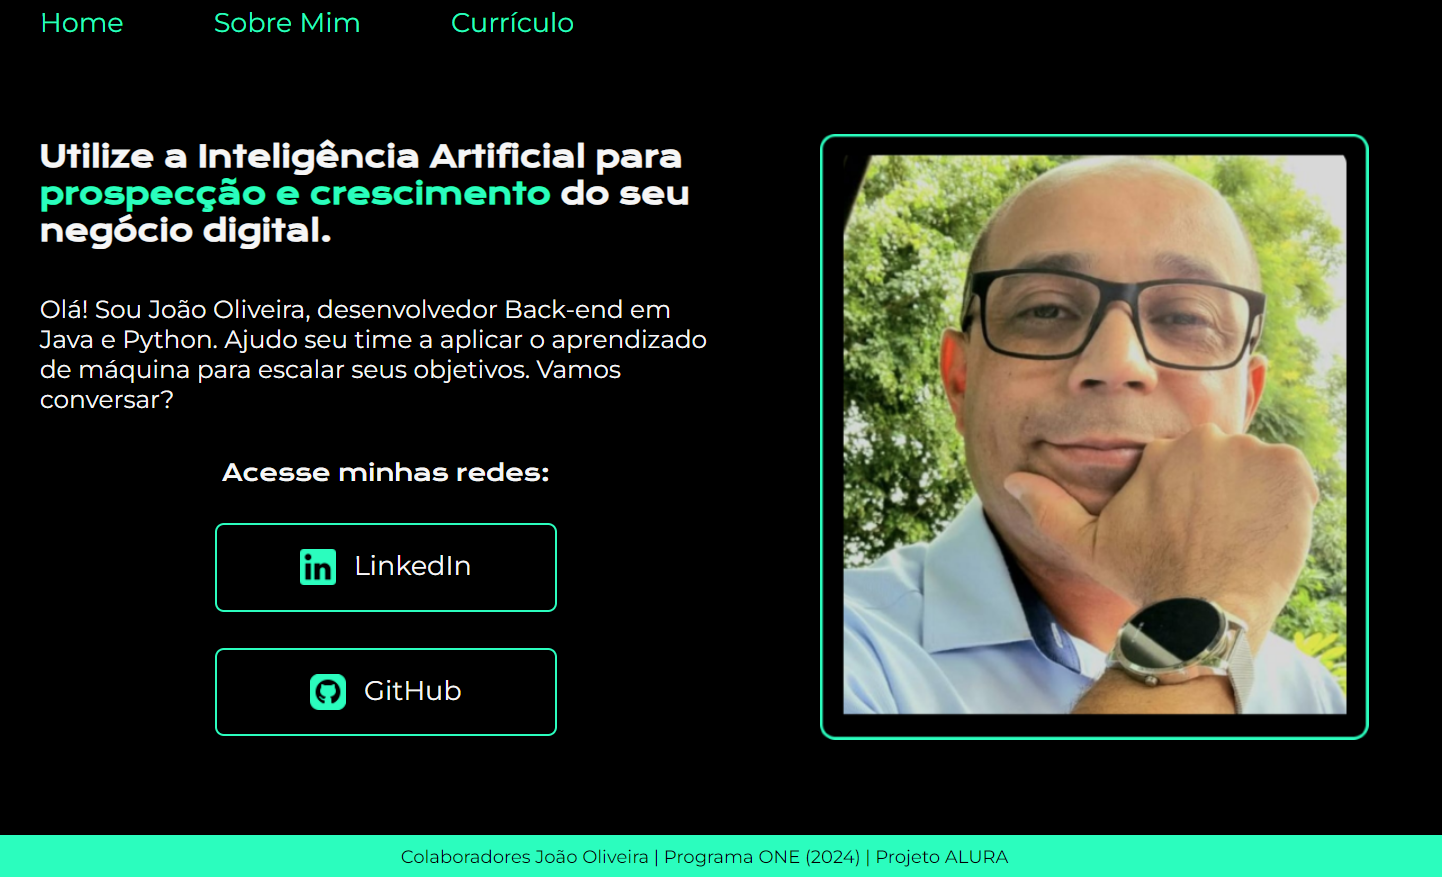 Home Sobre Mim Currículo
Utilize a Inteligência Artificial para
prospecção e crescimento do seu
negócio digital.
Olá! Sou João Oliveira, desenvolvedor Back-end em
Java e Python. Ajudo seu time a aplicar o aprendizado
de máquina para escalar seus objetivos. Vamos
conversar?
Acesse minhas redes:
in LinkedIn
GitHub
Colaboradores João Oliveira | Programa ONE (2024) | Projeto ALURA